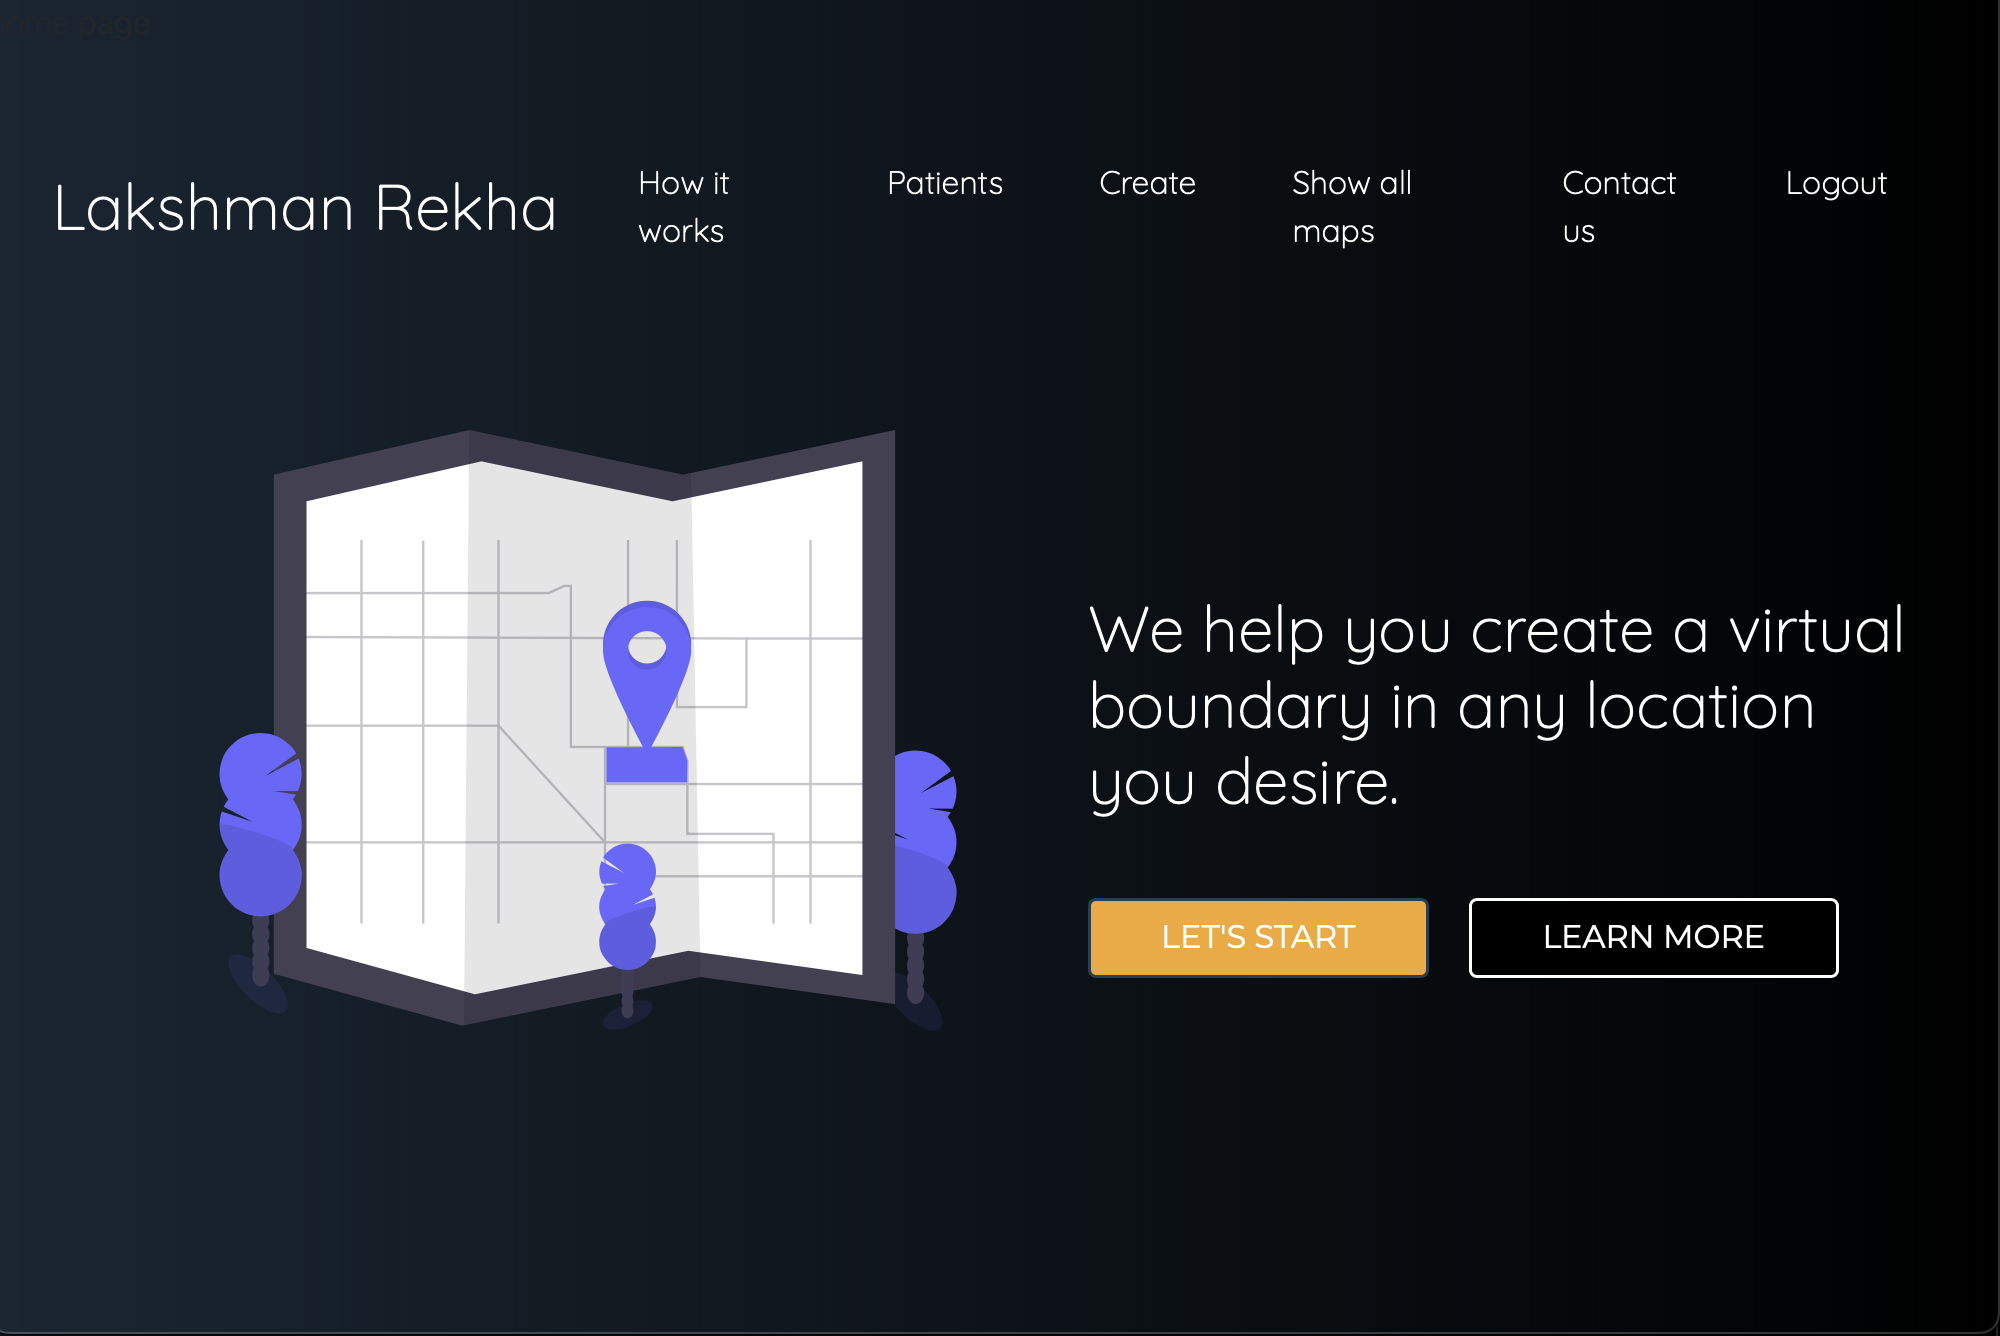 ome page
Lakshman Rekha
How it
works
Patients
Create
Show all
maps
Contact
us
Logout
We help you create a virtual
boundary in any location
you desire.
LET'S START
LEARN MORE